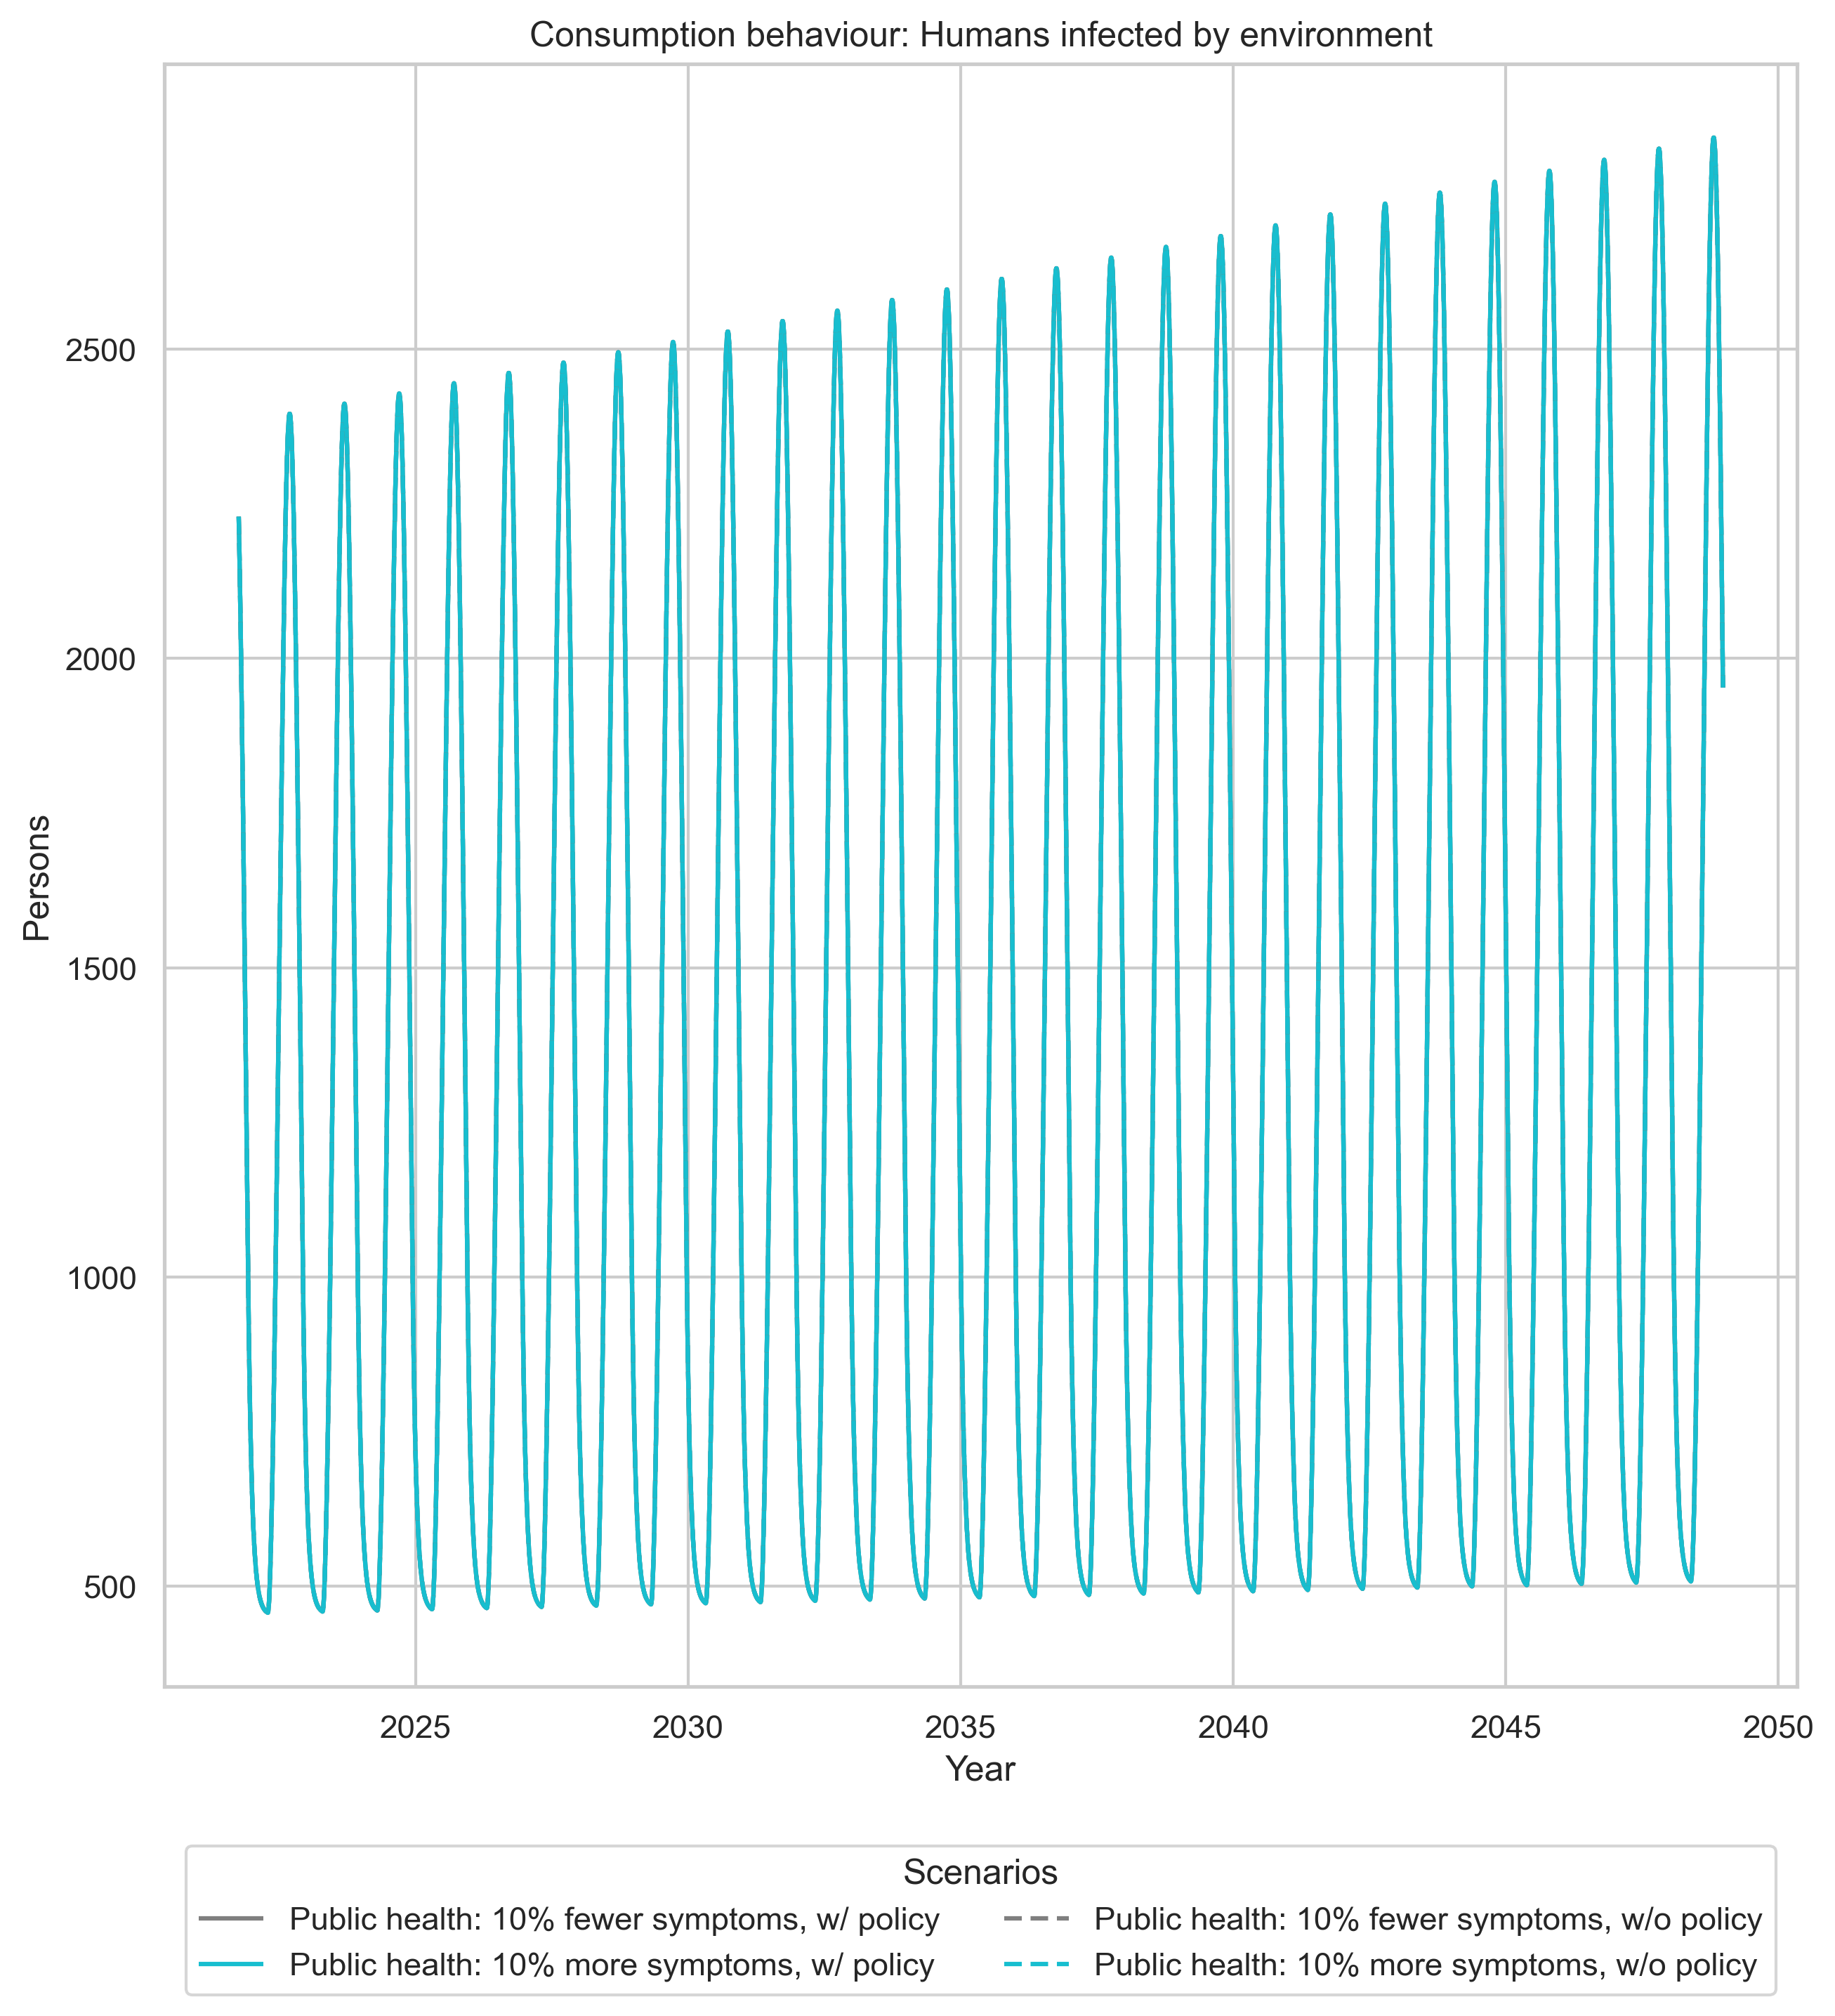 Consumption behaviour: Humans infected by environment
2500
2000
1500
1000
500
Persons
2025 2030 2035 2040 2045 2050
Year
Scenarios
Public health: 10% fewer symptoms, w/ policy
Public health: 10% more symptoms, w/ policy
Public health: 10% fewer symptoms, w/o policy
Public health: 10% more symptoms, w/o policy